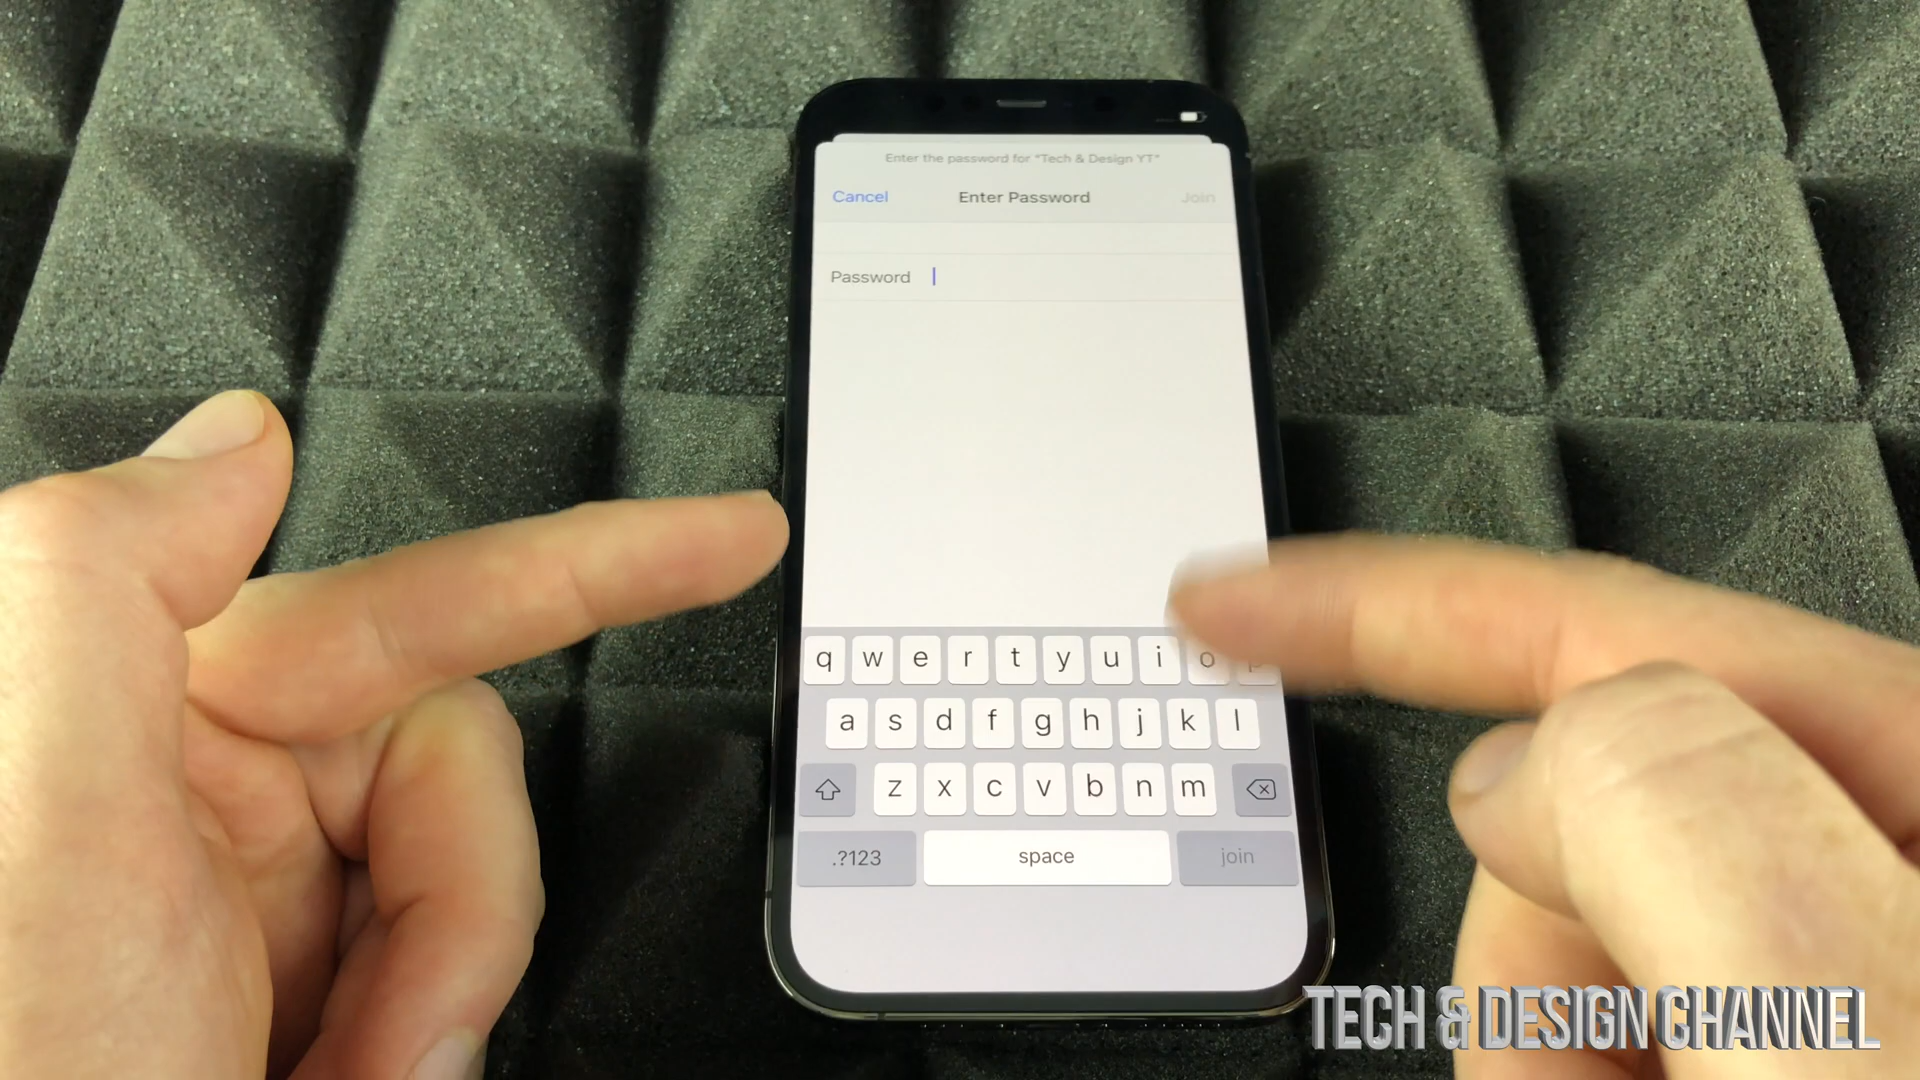 Enter the password for "Tech & Design YT"
Cancel Enter Password Join
Password
q w e r t y u i o p
a s d f g h j k l
z x c v b n m
.?123 space join
TECH & DESIGN CHANNEL